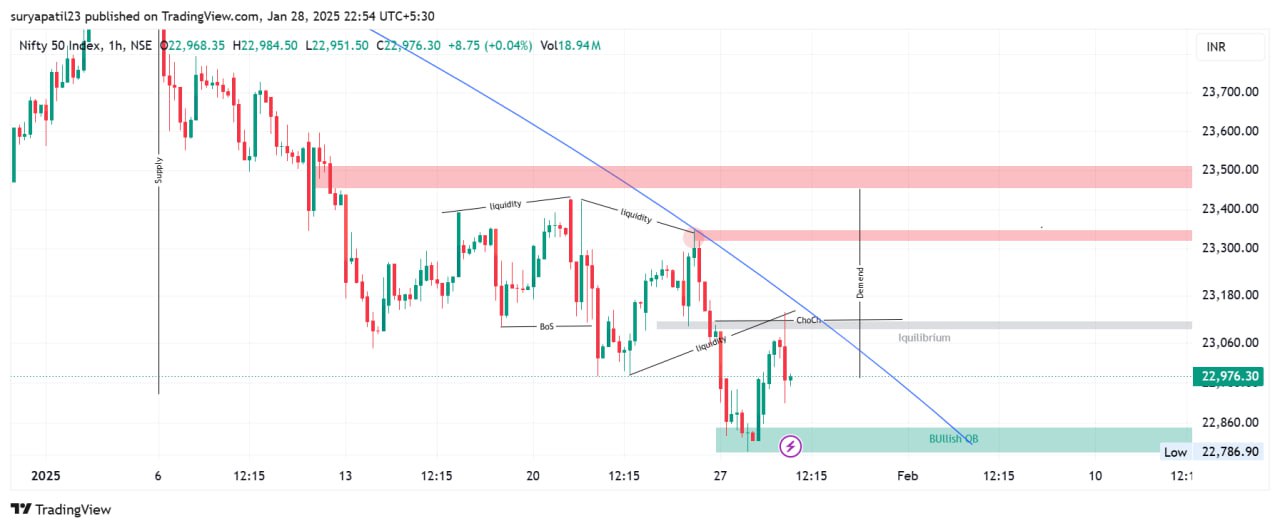 suryapatil23 published on TradingView.com, Jan 28, 2025 22:54 UTC+5:30
Nifty 50 Index, 1h, NSE O22,968.35 H22,984.50 L22,951.50 C22,976.30 +8.75 (+0.04%) Vol18.94M
INR
23,700.00
23,600.00
Supply
23,500.00
liquidity
liquidity
23,400.00
23,300.00
Demend
23,180.00
BoS
ChoCh
liquidity
Iquilibrium
23,060.00
22,976.30
22,860.00
BUllish OB
Low 22,786.90
2025 6 12:15 13 12:15 20 12:15 27 12:15 Feb 12:15 10
TradingView